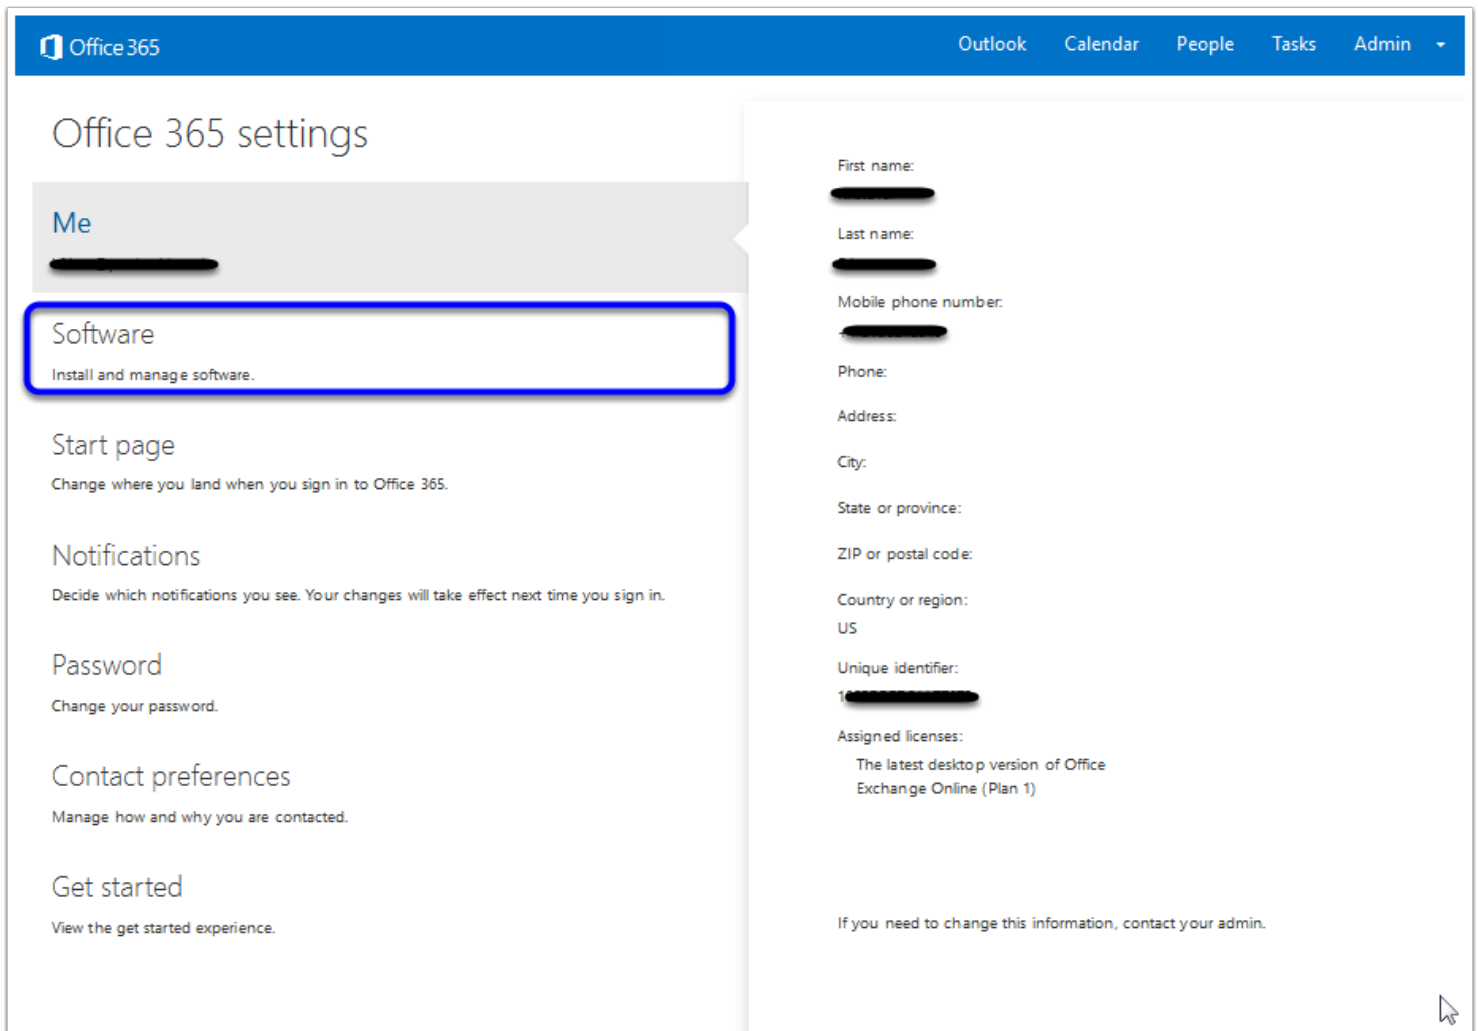 Office 365
Outlook Calendar People Tasks Admin
Office 365 settings
Me
Software
Install and manage software.
Start page
Change where you land when you sign in to Office 365.
Notifications
Decide which notifications you see. Your changes will take effect next time you sign in.
Password
Change your password.
Contact preferences
Manage how and why you are contacted.
Get started
View the get started experience.
First name:
Last name:
Mobile phone number:
Phone:
Address:
City:
State or province:
ZIP or postal code:
Country or region:
US
Unique identifier:
Assigned licenses:
The latest desktop version of Office
Exchange Online (Plan 1)
If you need to change this information, contact your admin.